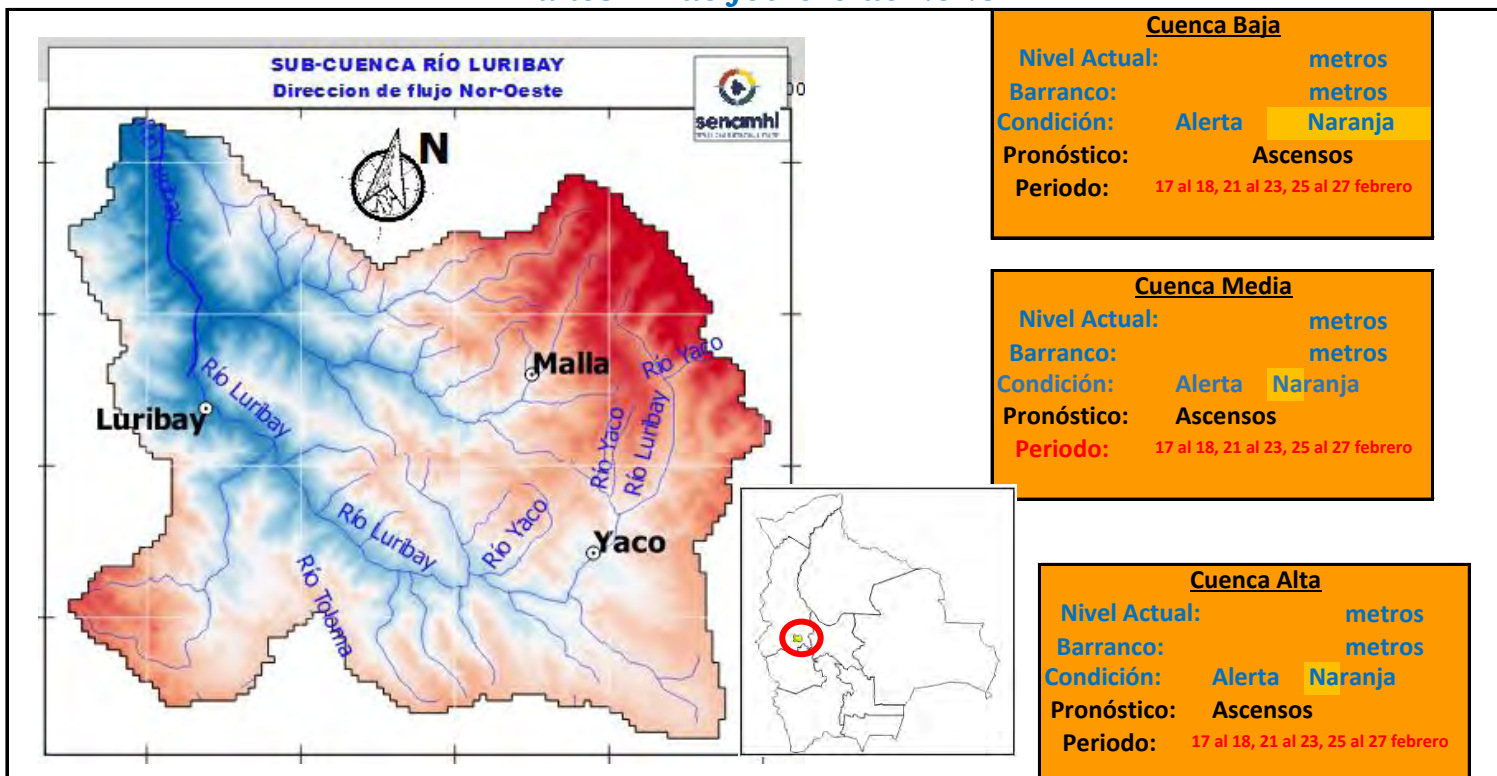 SUB-CUENCA RÍO LURIBAY
Direccion de flujo Nor-Oeste
senamhi
00
N
Luribay
Río Luribay
Malla
Río Yaco
Río Yaco
Río Luribay
Luribay
Río Luribay
Río Yaco
Yaco
Río Tolama
Cuenca Baja
Nivel Actual: metros
Barranco: metros
Condición: Alerta Naranja
Pronóstico: Ascensos
Periodo: 17 al 18, 21 al 23, 25 al 27 febrero
Cuenca Media
Nivel Actual: metros
Barranco: metros
Condición: Alerta Naranja
Pronóstico: Ascensos
Periodo: 17 al 18, 21 al 23, 25 al 27 febrero
Cuenca Alta
Nivel Actual: metros
Barranco: metros
Condición: Alerta Naranja
Pronóstico: Ascensos
Periodo: 17 al 18, 21 al 23, 25 al 27 febrero